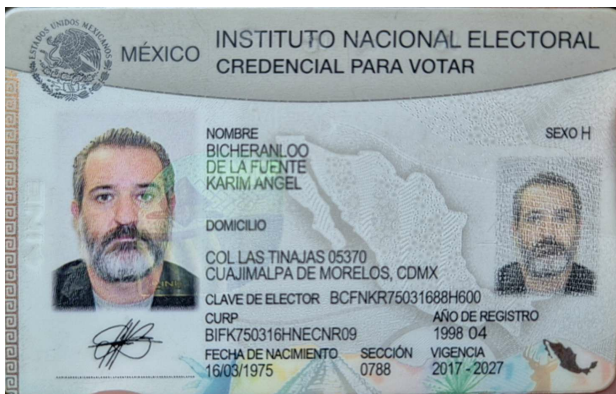 ESTADOS UNIDOS MEXICANOS
MÉXICO
INSTITUTO NACIONAL ELECTORAL
CREDENCIAL PARA VOTAR
NOMBRE
BICHERANLOO
DE LA FUENTE
KARIM ANGEL
SEXO H
DOMICILIO
COL LAS TINAJAS 05370
CUAJIMALPA DE MORELOS, CDMX
CLAVE DE ELECTOR BCFNKR75031688H600
CURP
BIFK750316HNECNR09
AÑO DE REGISTRO
1998 04
FECHA DE NACIMIENTO
16/03/1975
SECCIÓN
0788
VIGENCIA
2017 - 2027